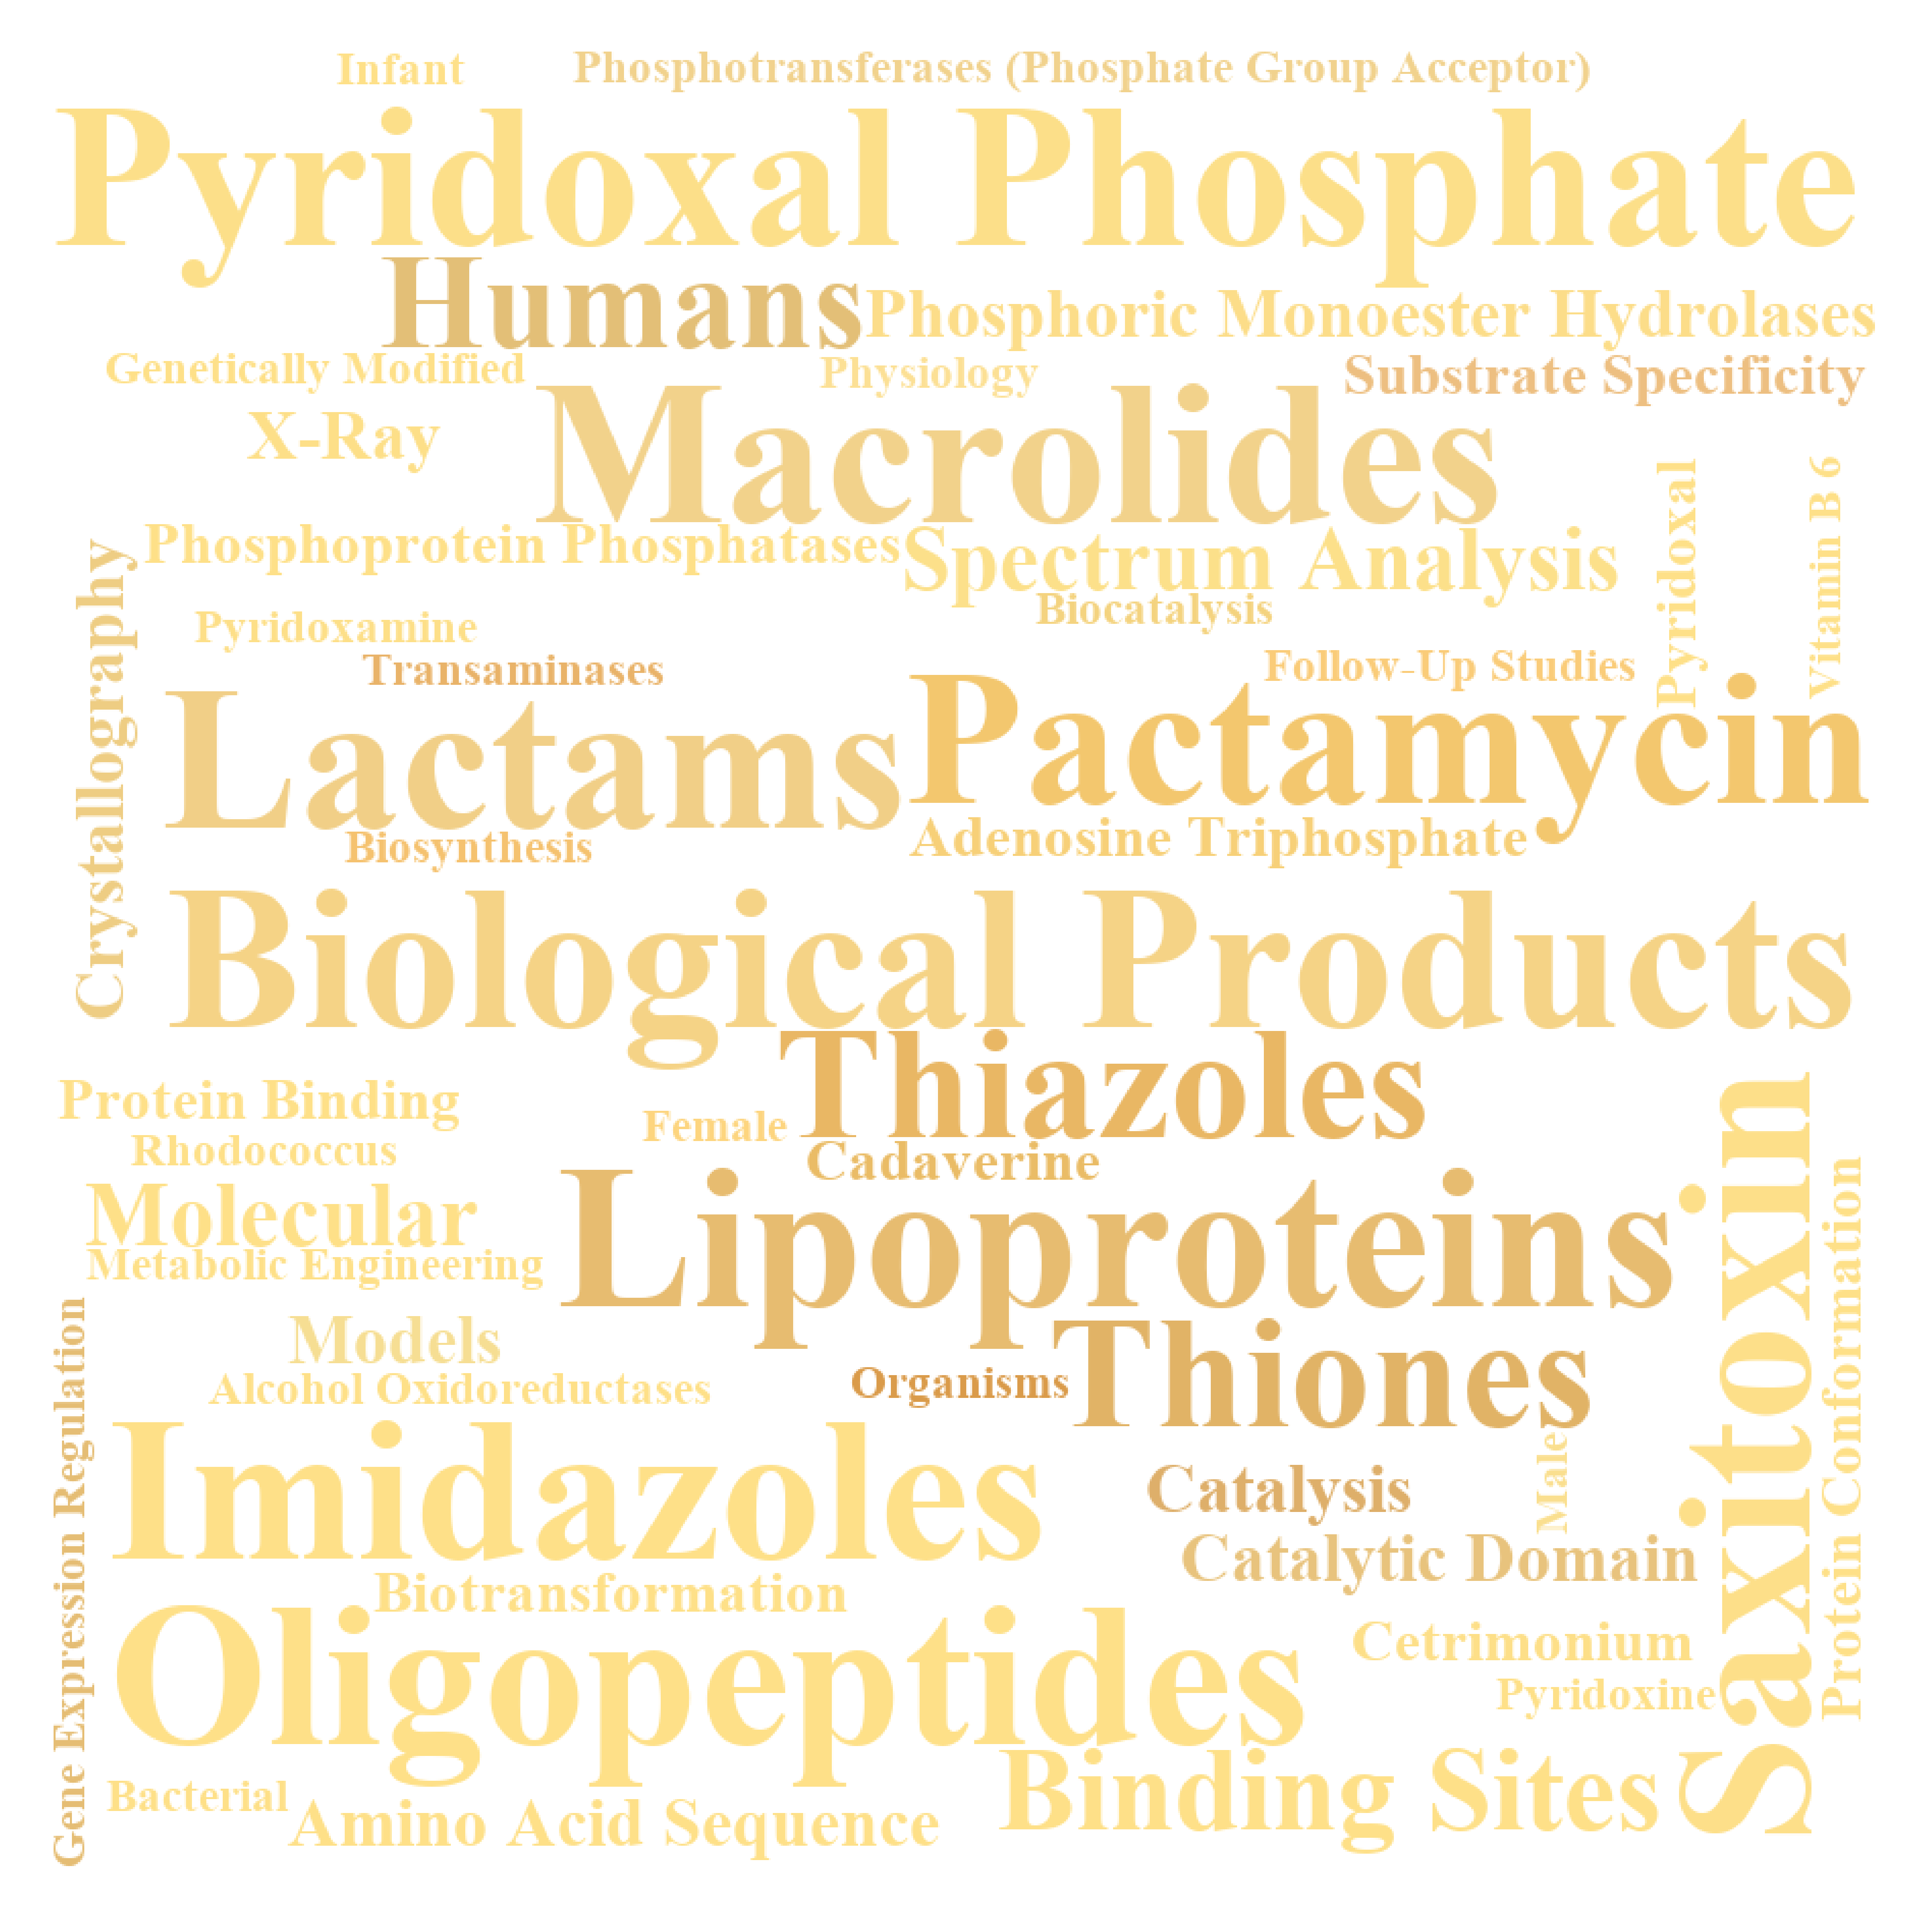 Infant
Phosphotransferases (Phosphate Group Acceptor)
Pyridoxal Phosphate
Humans
Phosphoric Monoester Hydrolases
Genetically Modified
Physiology
Substrate Specificity
X-Ray
Macrolides
Pyridoxal
Vitamin B 6
Crystallography
Phosphoprotein Phosphatases
Spectrum Analysis
Biocatalysis
Pyridoxamine
Transaminases
Follow-Up Studies
Lactams
Pactamycin
Biosynthesis
Adenosine Triphosphate
Biological Products
Thiazoles
Protein Binding
Female
Rhodococcus
Cadaverine
Saxitoxin
Protein Conformation
Molecular
Lipoproteins
Metabolic Engineering
Gene Expression Regulation
Models
Thiones
Alcohol Oxidoreductases
Organisms
Imidazoles
Male
Catalysis
Catalytic Domain
Biotransformation
Oligopeptides
Cetrimonium
Pyridoxine
Binding Sites
Bacterial
Amino Acid Sequence